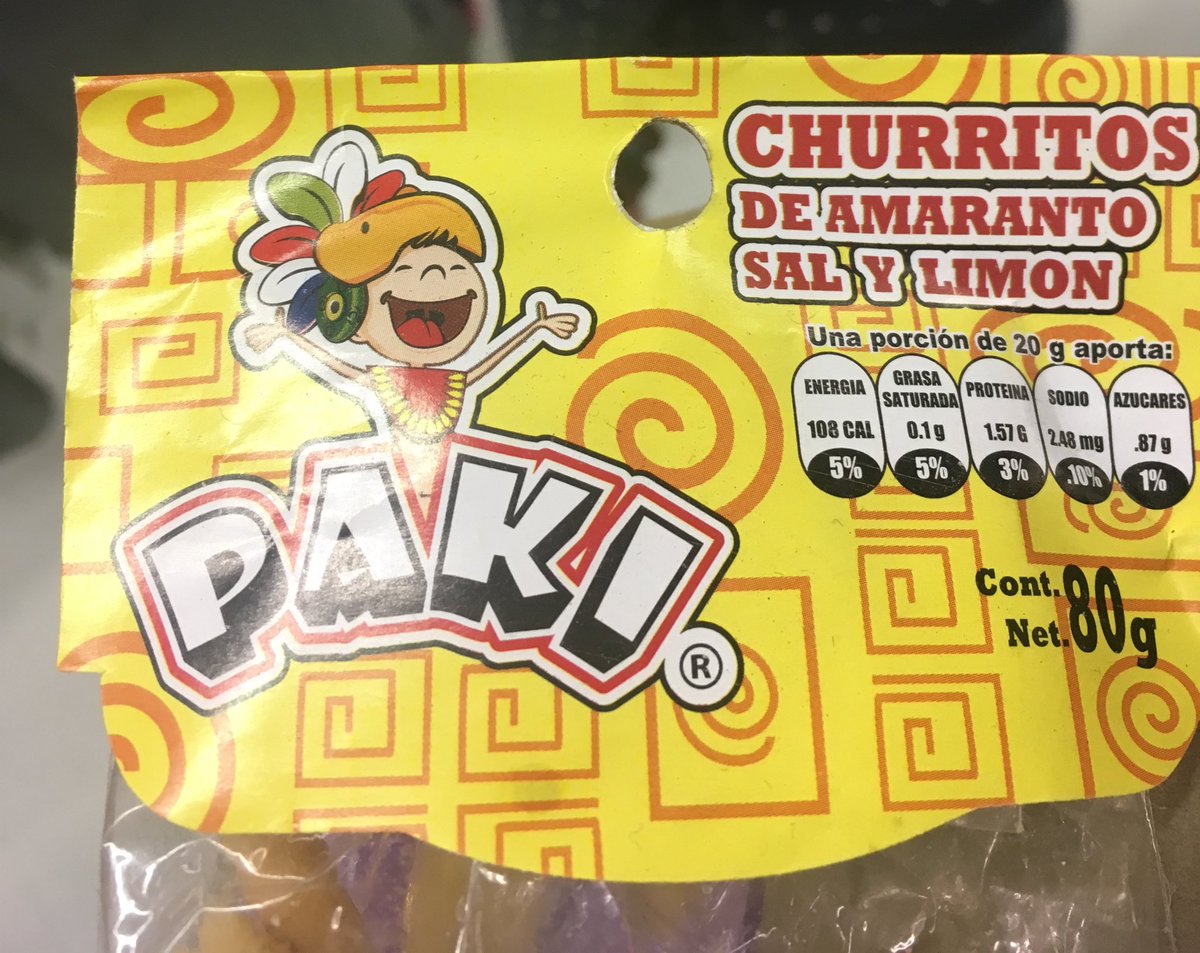 CHURRITOS
DE AMARANTO
SAL Y LIMON
Una porción de 20 g aporta:
ENERGIA
108 CAL
5%
GRASA
SATURADA
0.1 g
5%
PROTEINA
1.57 G
3%
SODIO
2.48 mg
.10%
AZUCARES
.87 g
1%
PAKI ®
Cont.
Net. 80g